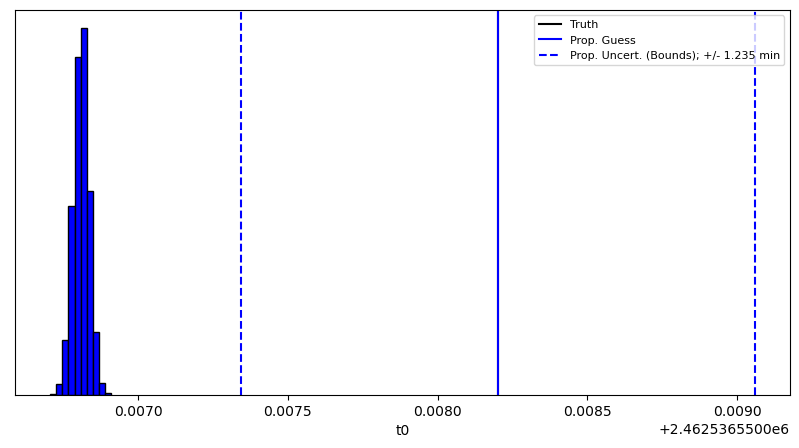 Truth
Prop. Guess
Prop. Uncert. (Bounds); +/- 1.235 min
0.0070 0.0075 0.0080 0.0085 0.0090
t0
+2.4625365500e6